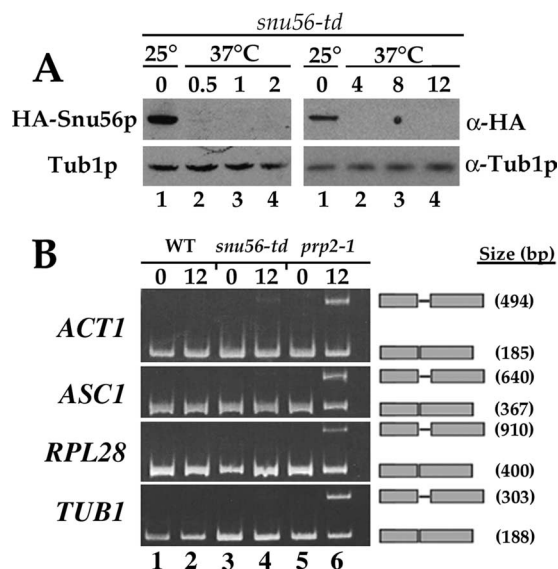 snu56-td
A
25° 37°C 25° 37°C
0 0.5 1 2 0 4 8 12
HA-Snu56p α-HA
Tub1p α-Tub1p
1 2 3 4 1 2 3 4
B
WT snu56-td prp2-1 Size (bp)
0 12 0 12 0 12
(494)
ACT1
(185)
(640)
ASC1
(367)
(910)
RPL28
(400)
(303)
TUB1
(188)
1 2 3 4 5 6